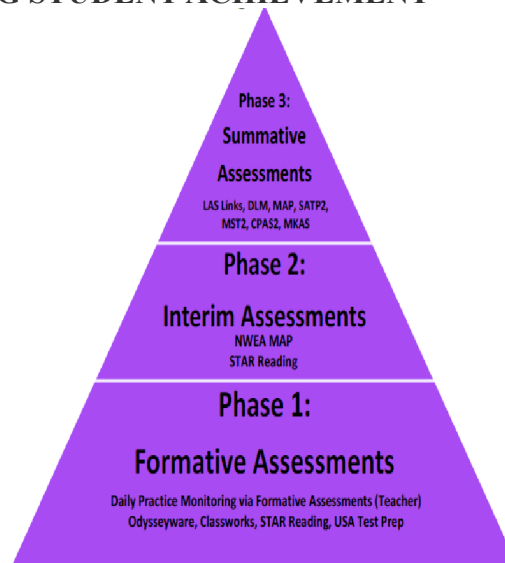 G STUDENT ACHIEVEMENT
Phase 3:
Summative
Assessments
LAS Links, DLM, MAP, SATP2,
MST2, CPAS2, MKAS
Phase 2:
Interim Assessments
NWEA MAP
STAR Reading
Phase 1:
Formative Assessments
Daily Practice Monitoring via Formative Assessments (Teacher)
Odysseyware, Classworks, STAR Reading, USA Test Prep